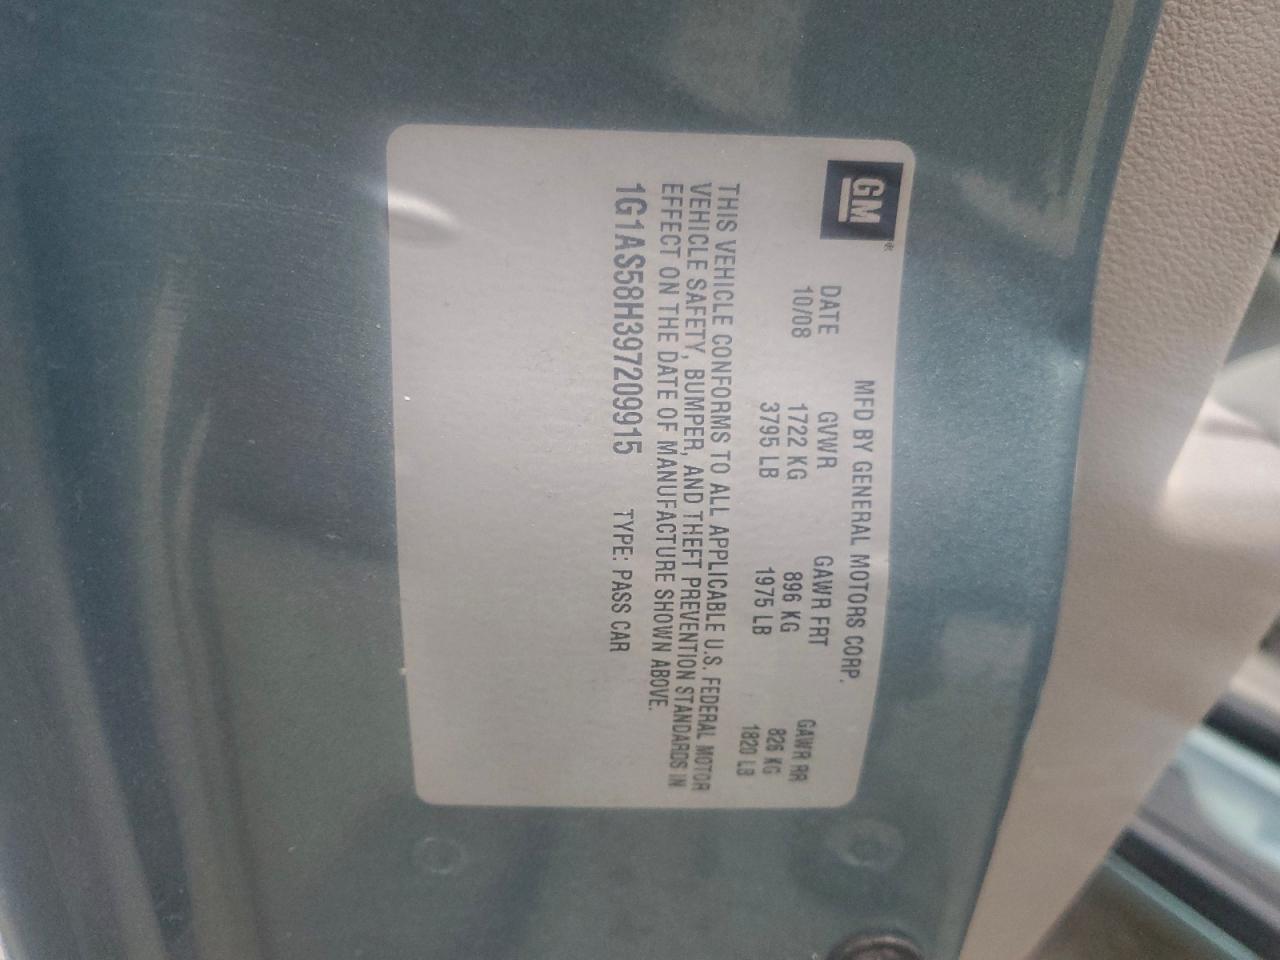 GM®
MFD BY GENERAL MOTORS CORP.
DATE GVWR GAWR FRT GAWR RR
10/08 1722 KG 896 KG 826 KG
3795 LB 1975 LB 1820 LB
THIS VEHICLE CONFORMS TO ALL APPLICABLE U.S. FEDERAL MOTOR
VEHICLE SAFETY, BUMPER, AND THEFT PREVENTION STANDARDS IN
EFFECT ON THE DATE OF MANUFACTURE SHOWN ABOVE.
1G1AS58H397209915 TYPE: PASS CAR